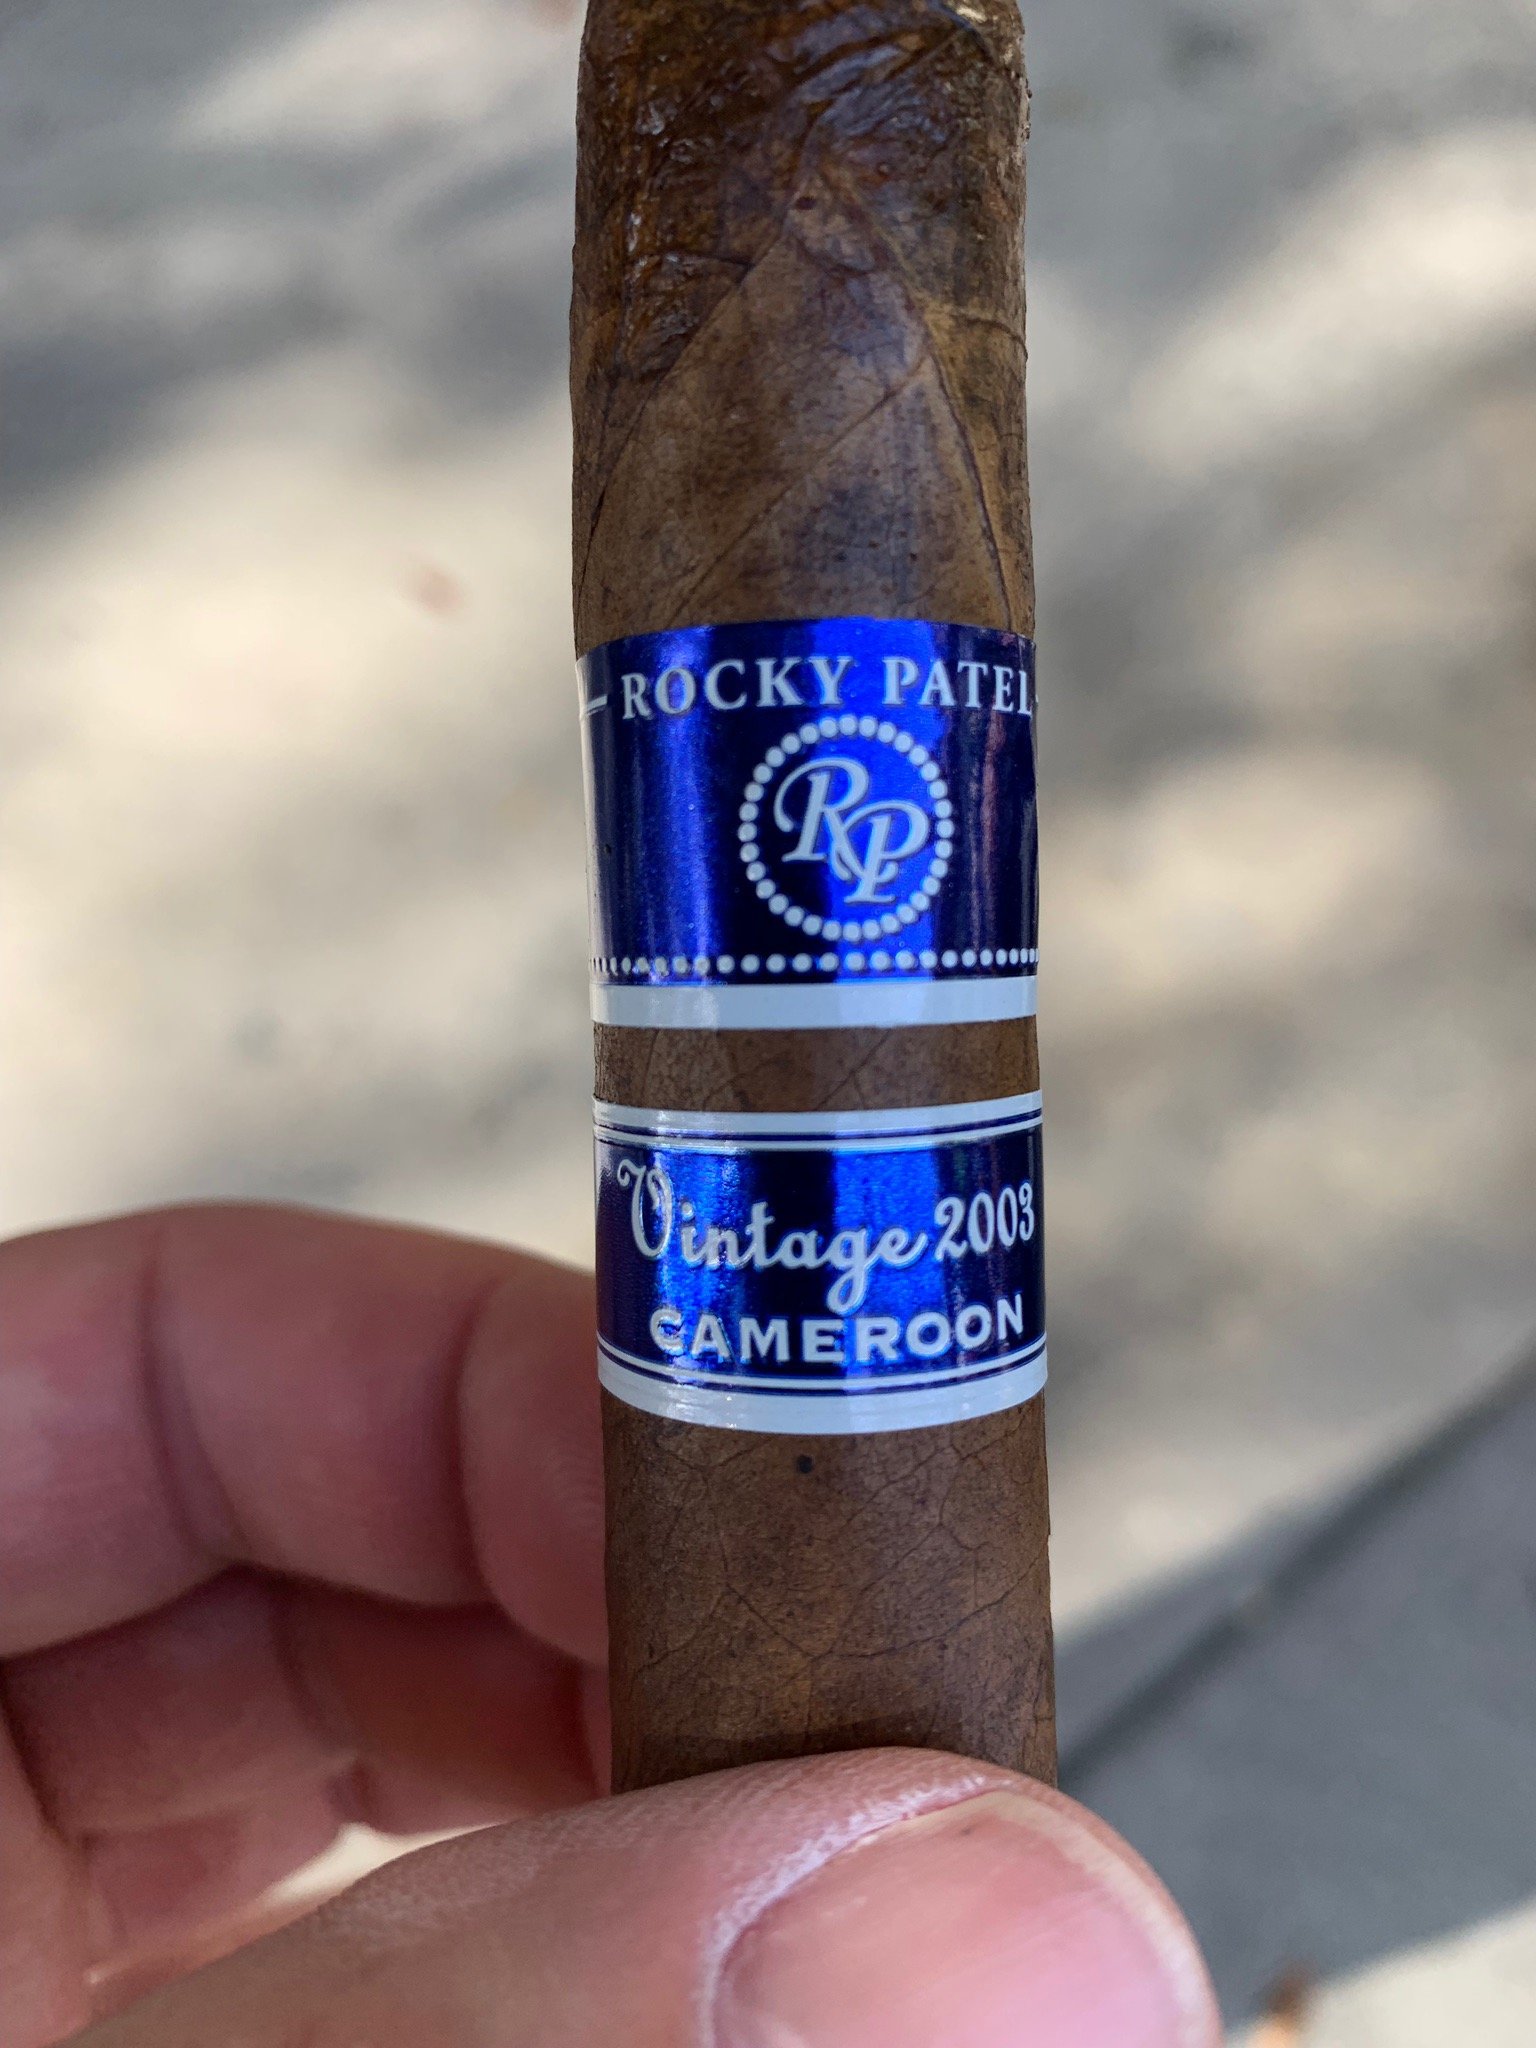 ROCKY PATEL
RP
Vintage 2003
CAMEROON